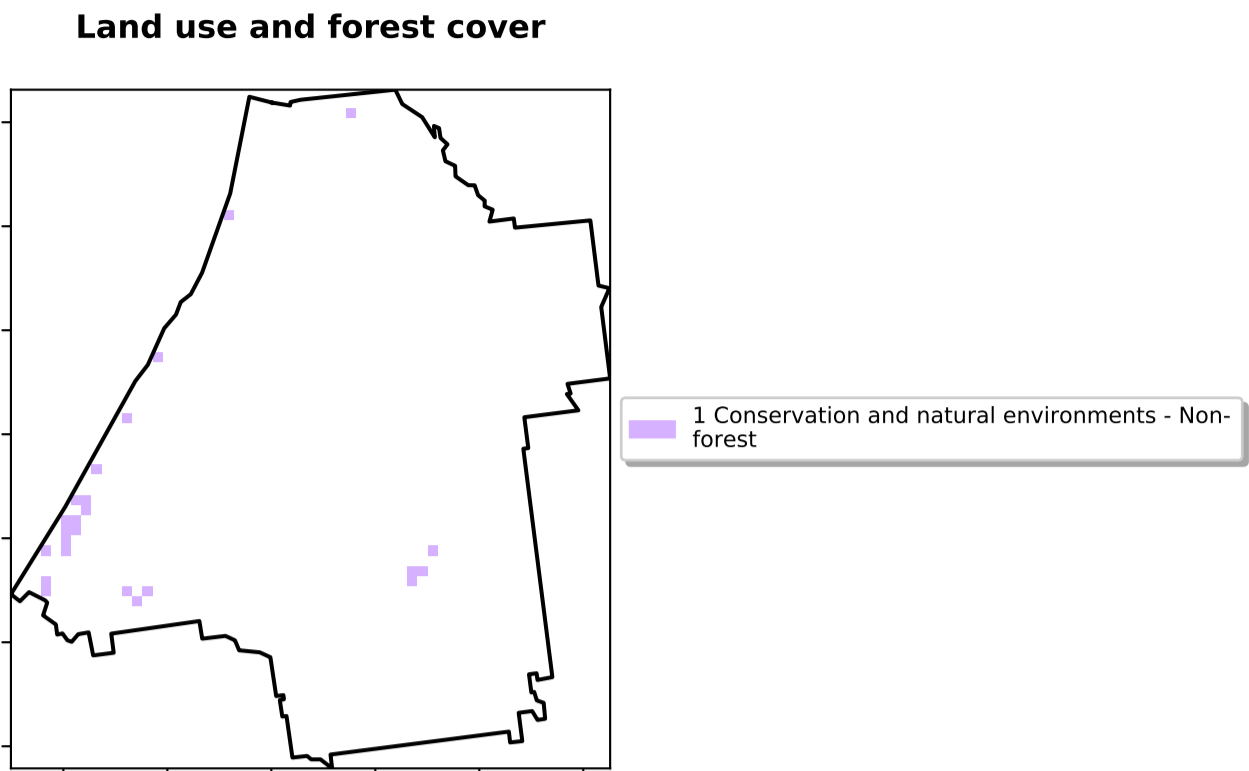 Land use and forest cover
1 Conservation and natural environments - Non-
forest